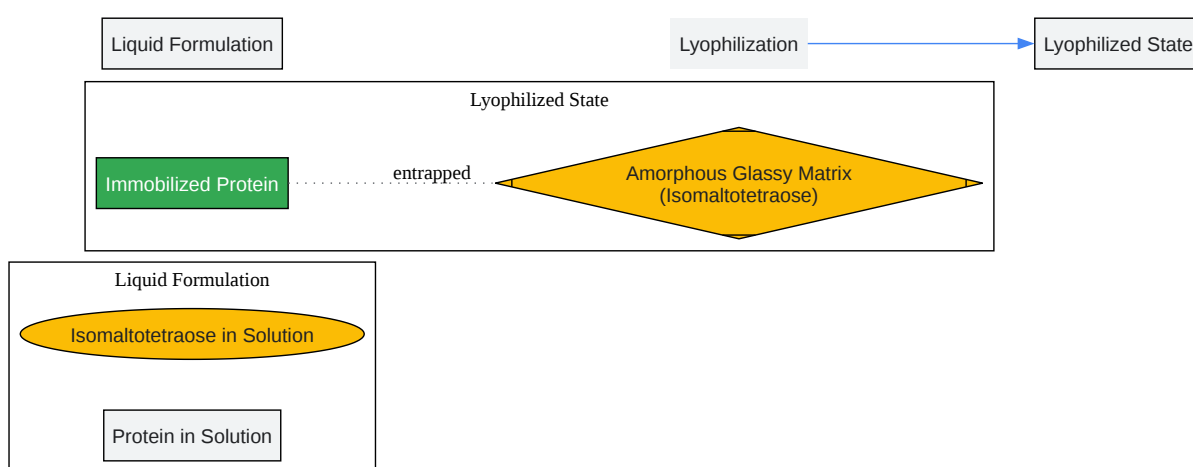 Liquid Formulation
Lyophilization
Lyophilized State
Lyophilized State
Immobilized Protein
entrapped
Amorphous Glassy Matrix
(Isomaltotetraose)
Liquid Formulation
Isomaltotetraose in Solution
Protein in Solution